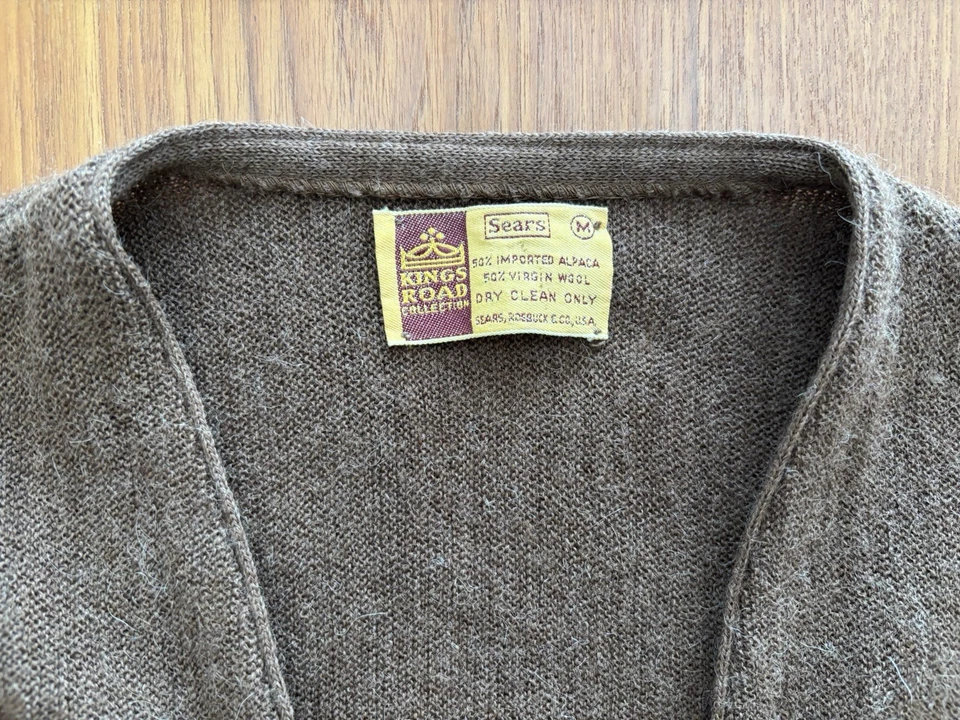 KINGS
ROAD
COLLECTION
Sears M
50% IMPORTED ALPACA
50% VIRGIN WOOL
DRY CLEAN ONLY
SEARS, ROEBUCK & CO., U.S.A.